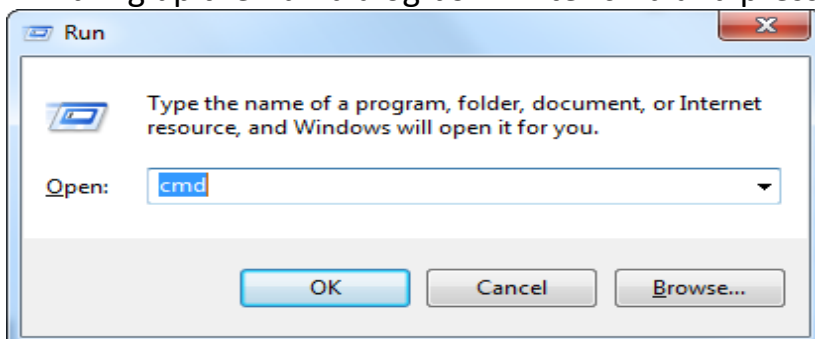 Run
Type the name of a program, folder, document, or Internet
resource, and Windows will open it for you.
Open:
cmd
OK
Cancel
Browse...